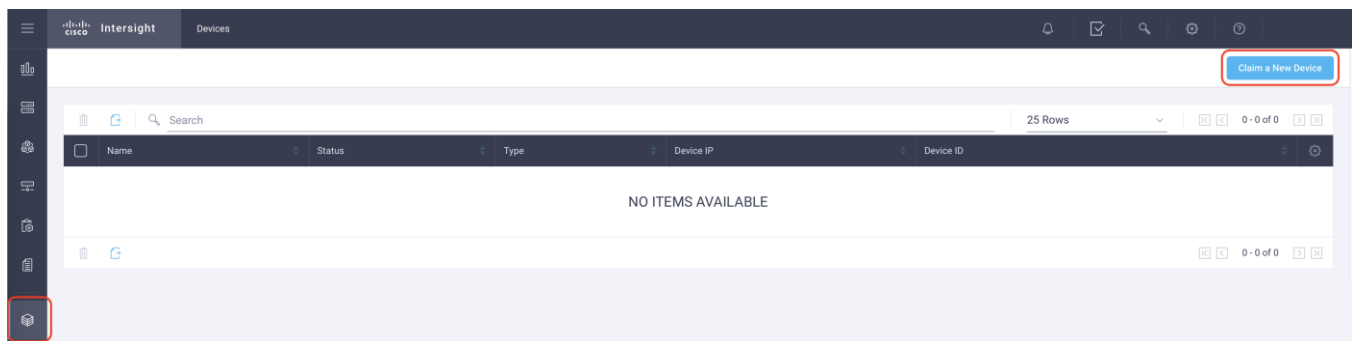 cisco Intersight Devices
Claim a New Device
Search 25 Rows 0 - 0 of 0
Name Status Type Device IP Device ID
NO ITEMS AVAILABLE
0 - 0 of 0